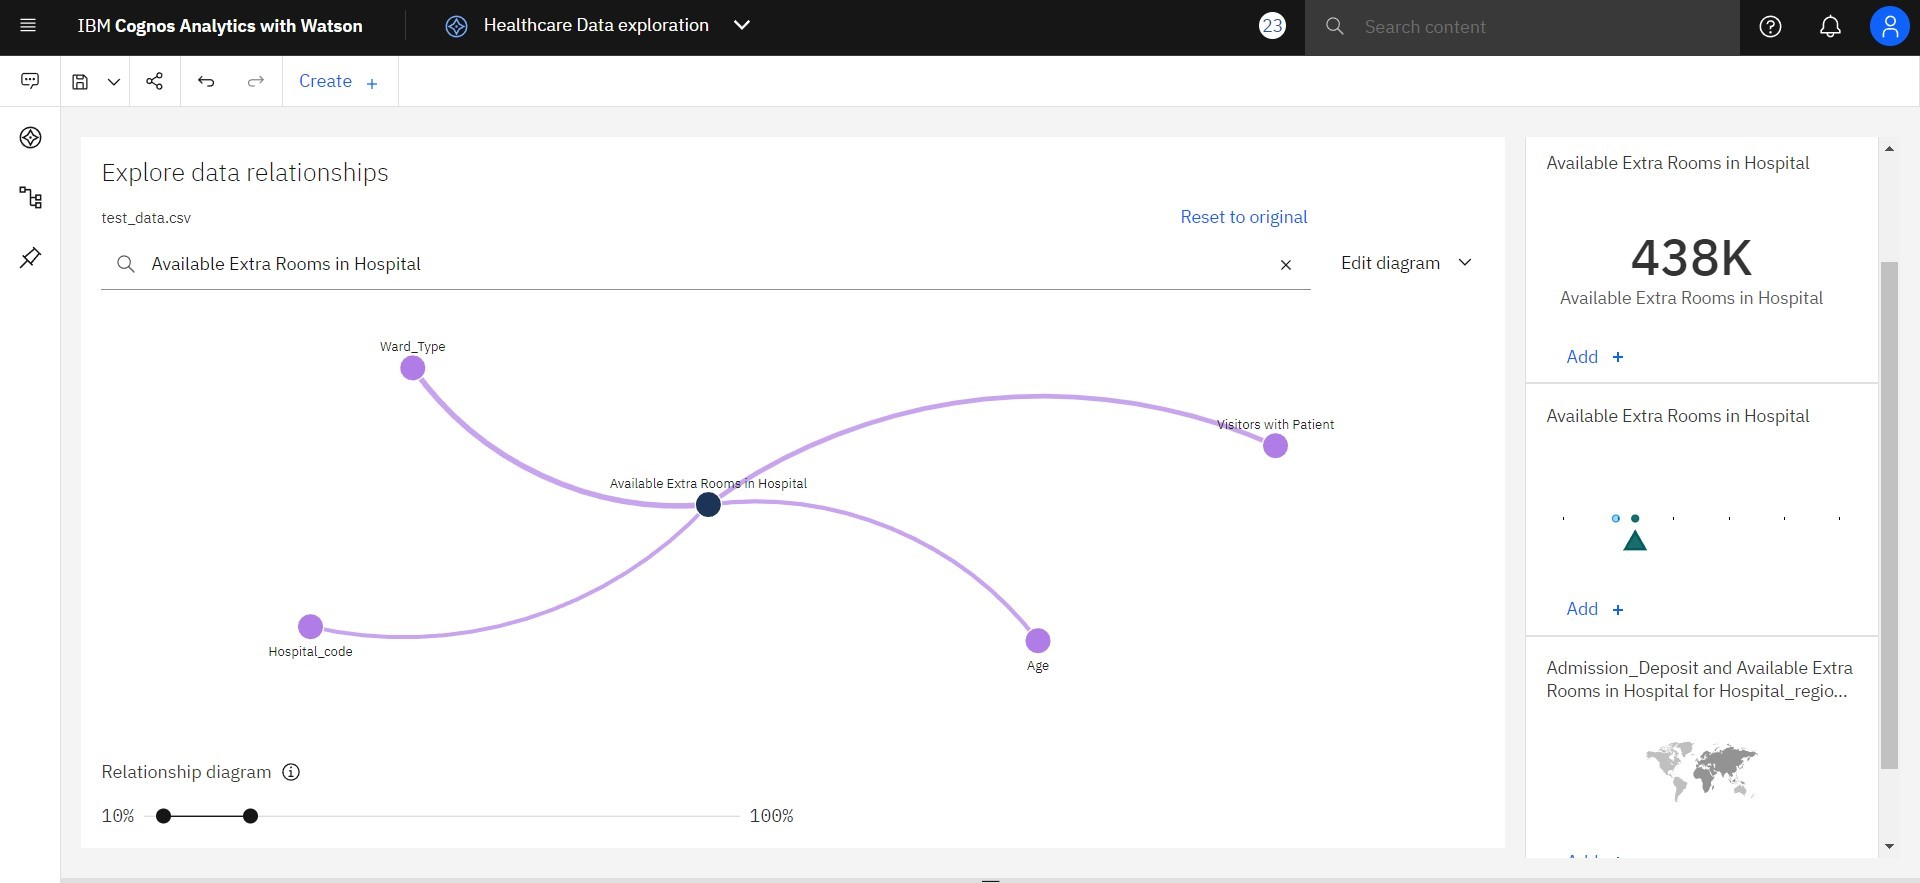 IBM Cognos Analytics with Watson
Healthcare Data exploration
23
Search content
Create +
Explore data relationships
test_data.csv
Reset to original
Available Extra Rooms in Hospital
Edit diagram
Ward_Type
Visitors with Patient
Available Extra Rooms in Hospital
Hospital_code
Age
Relationship diagram
10%
100%
Available Extra Rooms in Hospital
438K
Available Extra Rooms in Hospital
Add +
Available Extra Rooms in Hospital
Add +
Admission_Deposit and Available Extra
Rooms in Hospital for Hospital_regio...